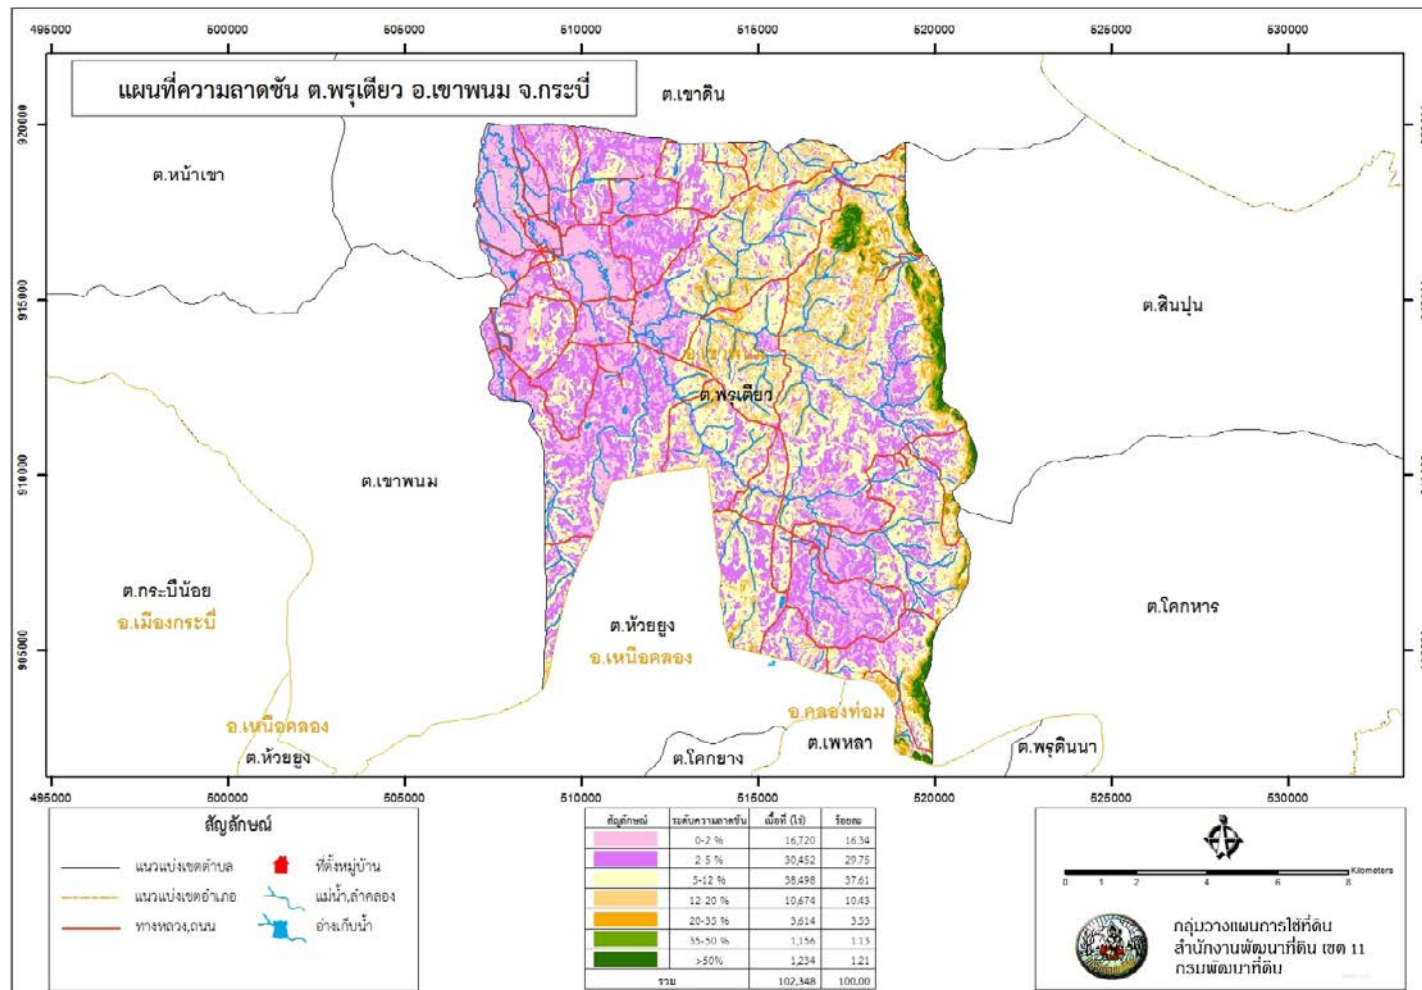 495000 500000 505000 510000 515000 520000 525000 530000
แผนที่ความลาดชัน ต.พรุเตียว อ.เขาพนม จ.กระบี่
ต.เขาดิน
920000
ต.หน้าเขา
915000
ต.สินปุน
อ.เขาพนม
ต.พรุเตียว
910000
ต.เขาพนม
ต.กระบี่น้อย
อ.เมืองกระบี่
ต.โคกหาร
ต.ห้วยยูง
อ.เหนือคลอง
905000
อ.คลองท่อม
อ.เหนือคลอง
ต.ห้วยยูง
ต.โคกยาง
ต.เพหลา
ต.พรุดินนา
495000 500000 505000 510000 515000 520000 525000 530000
สัญลักษณ์
แนวแบ่งเขตตำบล
ที่ตั้งหมู่บ้าน
แนวแบ่งเขตอำเภอ
แม่น้ำ,ลำคลอง
ทางหลวง,ถนน
อ่างเก็บน้ำ
สัญลักษณ์ ระดับความลาดชัน เนื้อที่ (ไร่) ร้อยละ
0-2 % 16,720 16.34
2-5 % 30,452 29.75
5-12 % 38,498 37.61
12-20 % 10,674 10.43
20-35 % 3,614 3.53
35-50 % 1,156 1.13
>50% 1,234 1.21
รวม 102,348 100.00
0 1 2 4 6 8 Kilometers
กลุ่มวางแผนการใช้ที่ดิน
สำนักงานพัฒนาที่ดิน เขต 11
กรมพัฒนาที่ดิน